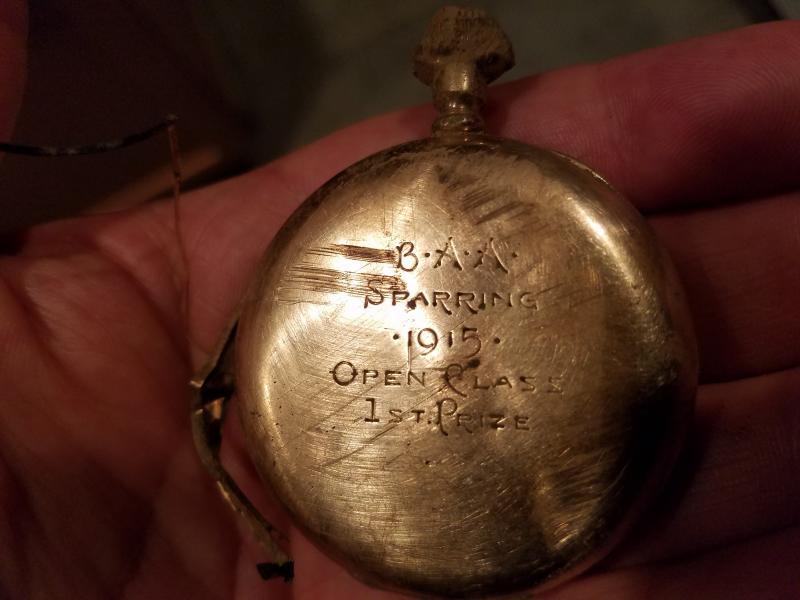 B·A·A·
SPARRING
·1915·
OPEN CLASS
1ST. PRIZE